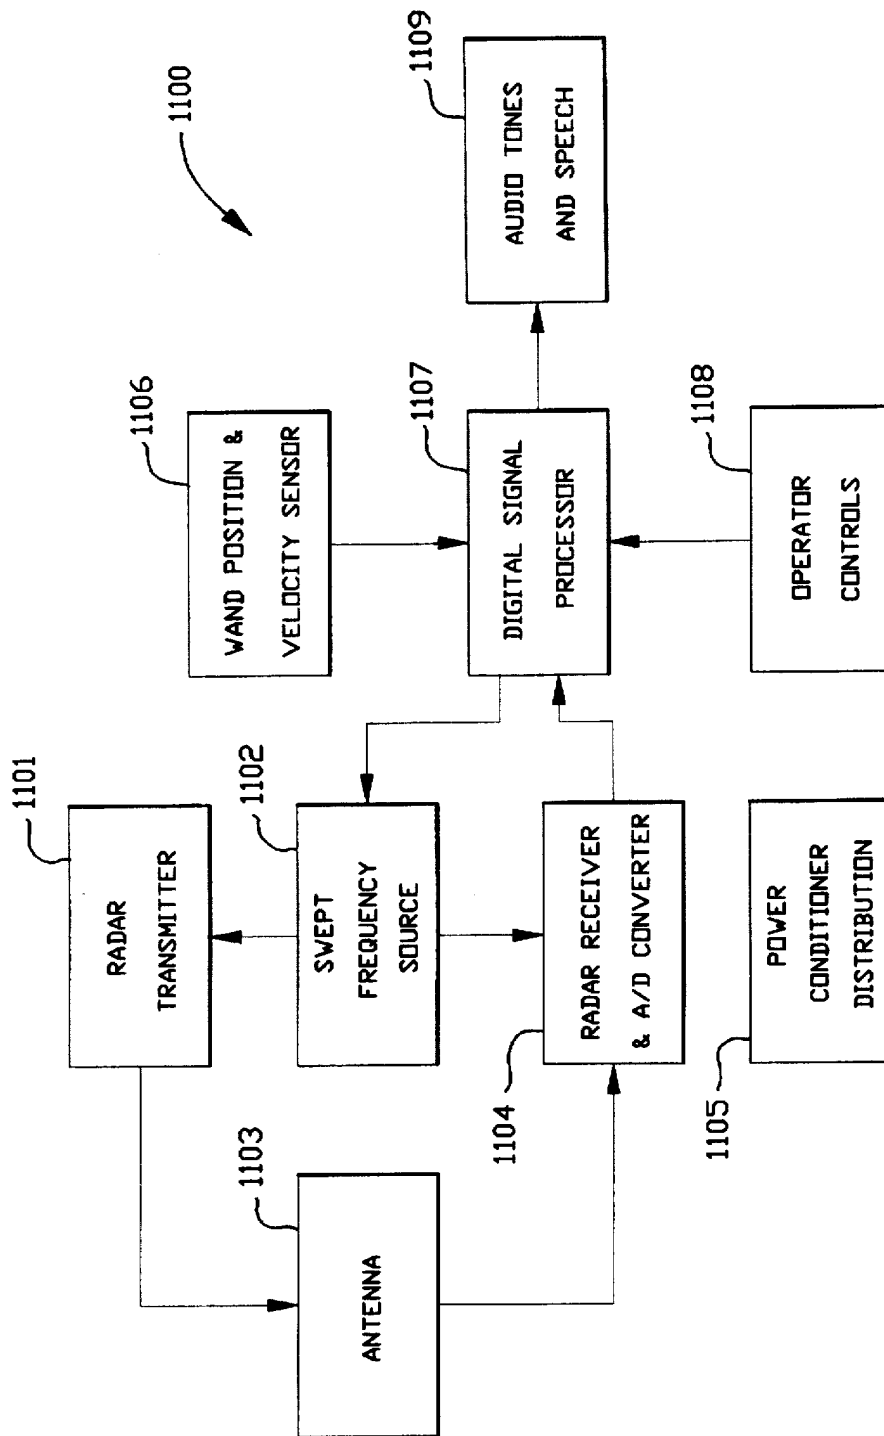 1100
1101
RADAR
TRANSMITTER
1106
WAND POSITION &
VELOCITY SENSOR
1103
ANTENNA
1102
SWEPT
FREQUENCY
SOURCE
1107
DIGITAL SIGNAL
PROCESSOR
1109
AUDIO TONES
AND SPEECH
1104
RADAR RECEIVER
& A/D CONVERTER
1105
POWER
CONDITIONER
DISTRIBUTION
1108
OPERATOR
CONTROLS